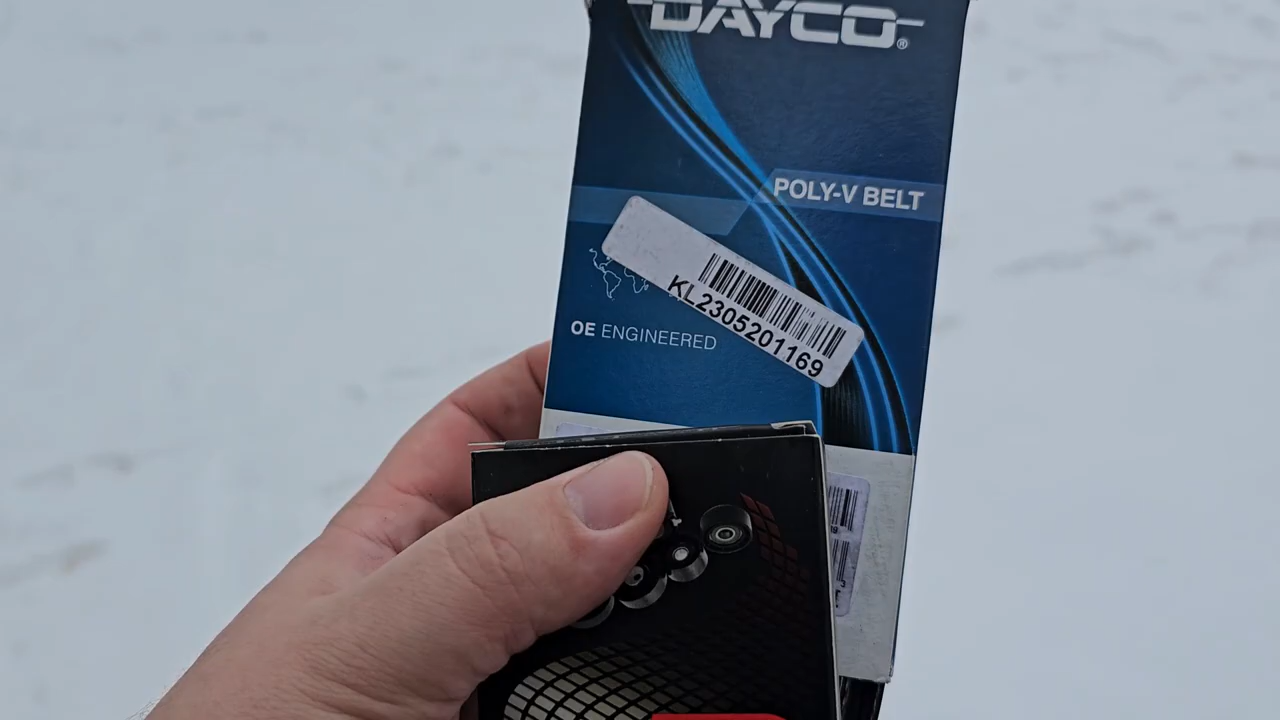 DAYCO®
POLY-V BELT
KL2305201169
OE ENGINEERED